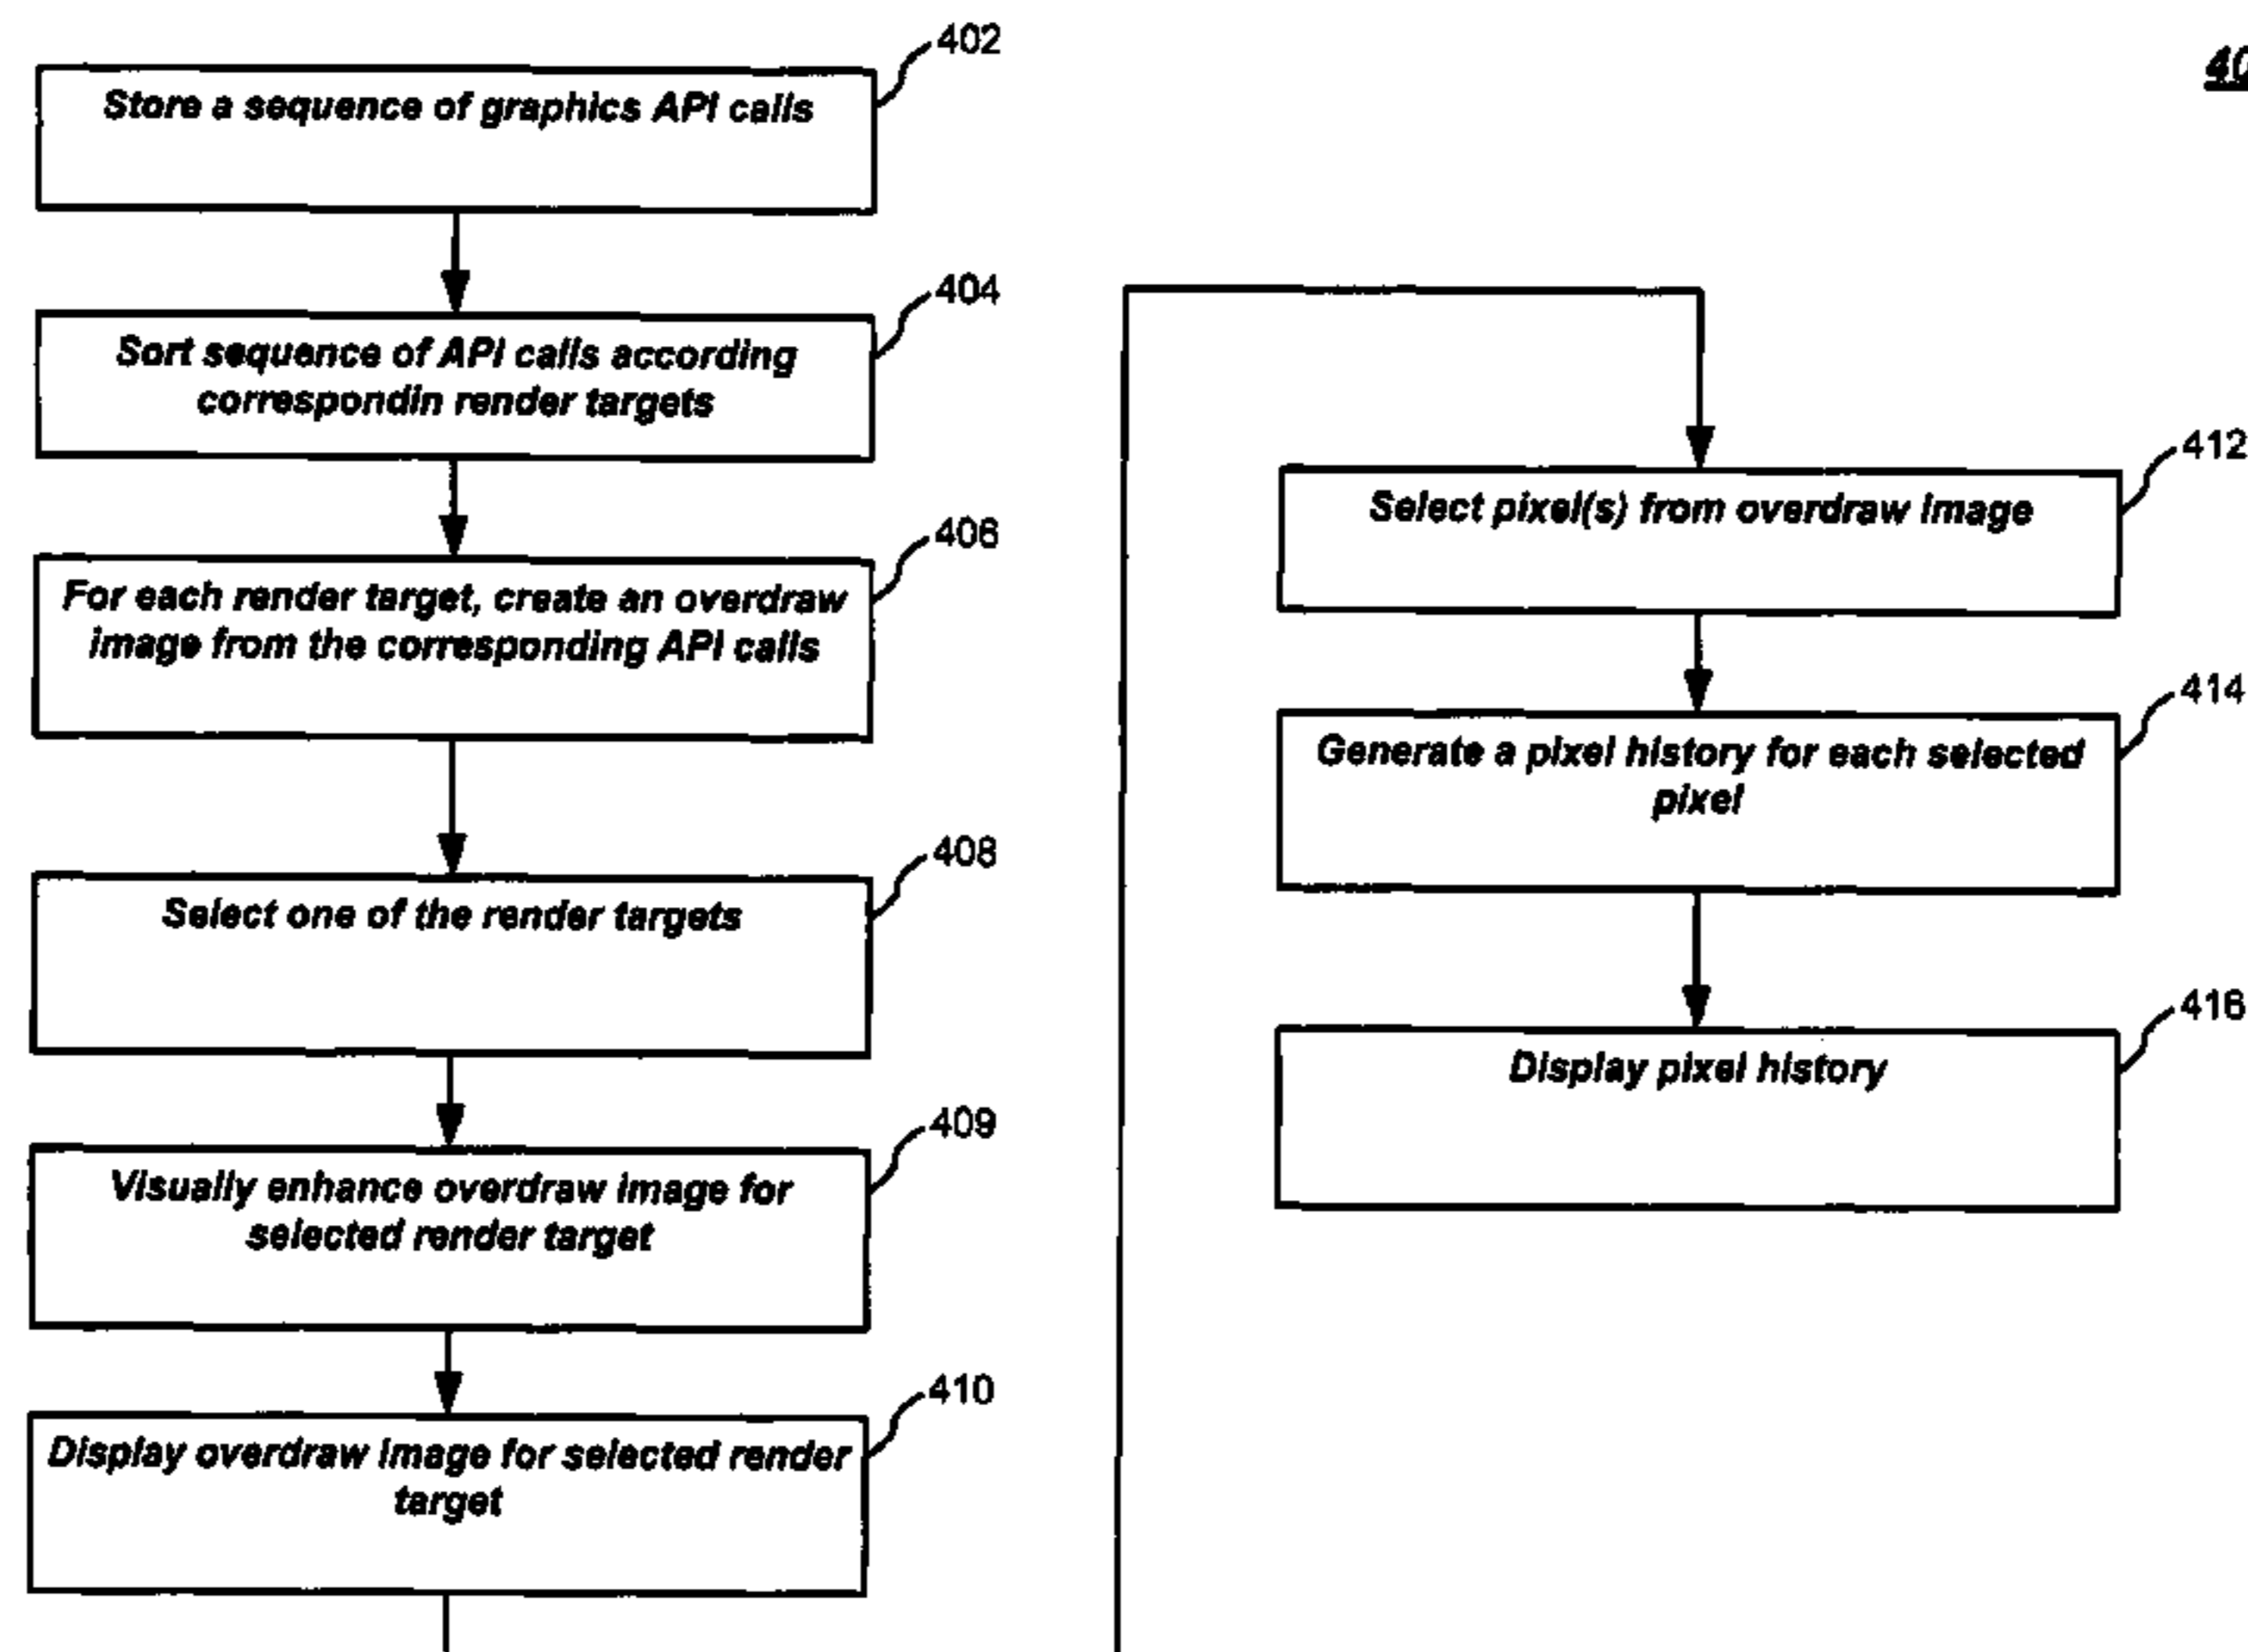 402
Store a sequence of graphics API calls
404
Sort sequence of API calls according
correspondin render targets
406
For each render target, create an overdraw
image from the corresponding API calls
408
Select one of the render targets
409
Visually enhance overdraw image for
selected render target
410
Display overdraw image for selected render
target
40
412
Select pixel(s) from overdraw image
414
Generate a pixel history for each selected
pixel
416
Display pixel history